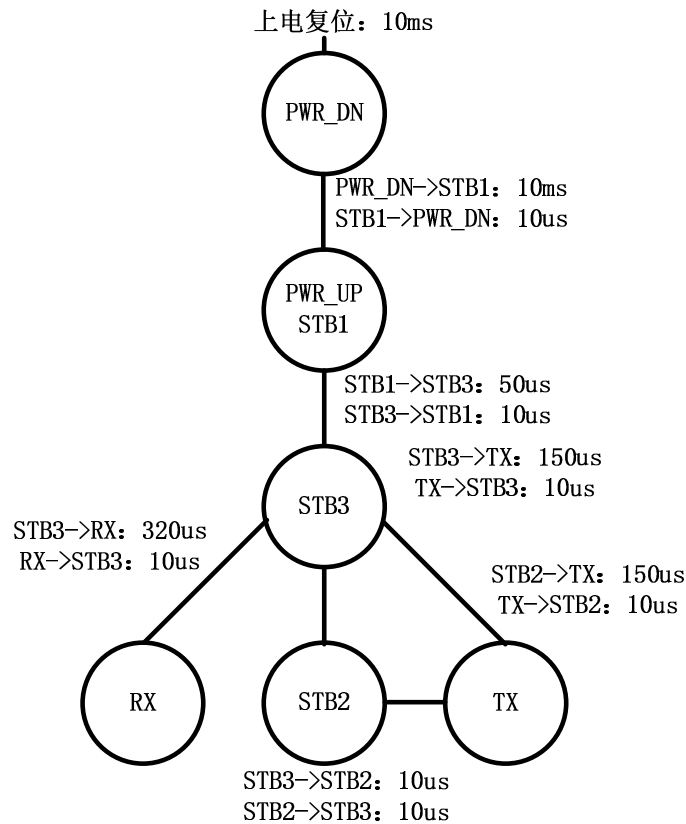 上电复位：10ms
PWR_DN
PWR_DN->STB1：10ms
STB1->PWR_DN：10us
PWR_UP
STB1
STB1->STB3：50us
STB3->STB1：10us
STB3->TX：150us
TX->STB3：10us
STB3
STB3->RX：320us
RX->STB3：10us
STB2->TX：150us
TX->STB2：10us
RX
STB2
TX
STB3->STB2：10us
STB2->STB3：10us